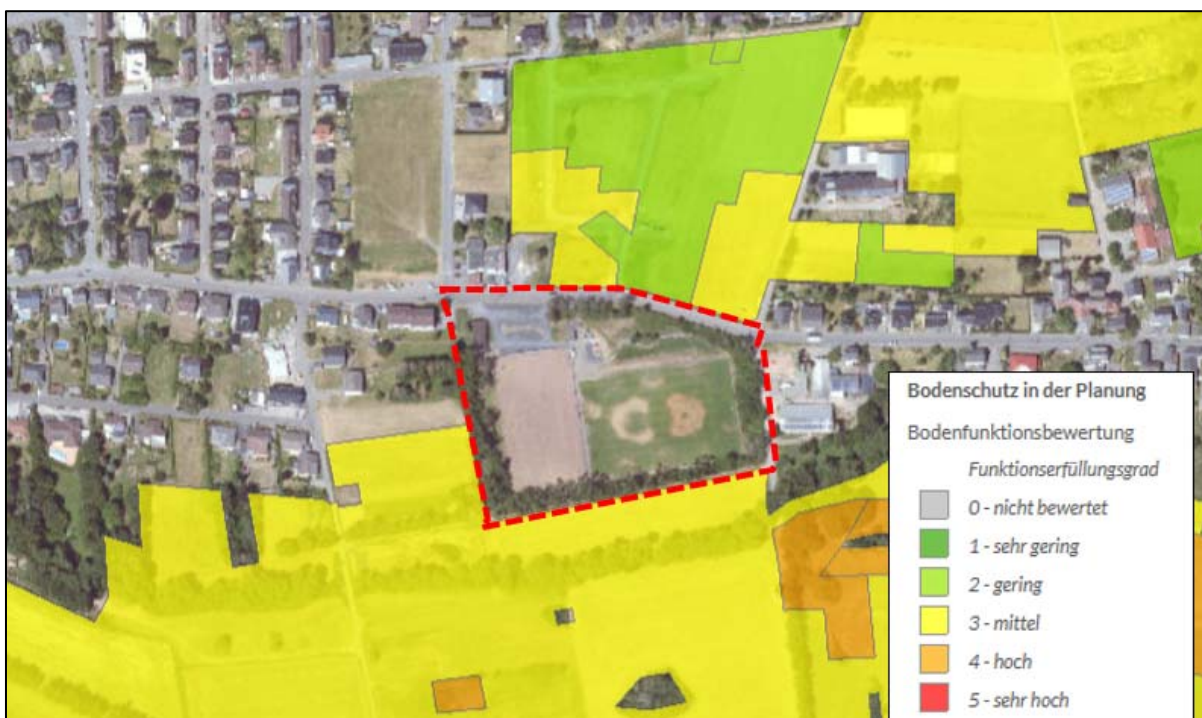 Bodenschutz in der Planung
Bodenfunktionsbewertung
Funktionserfüllungsgrad
0 - nicht bewertet
1 - sehr gering
2 - gering
3 - mittel
4 - hoch
5 - sehr hoch